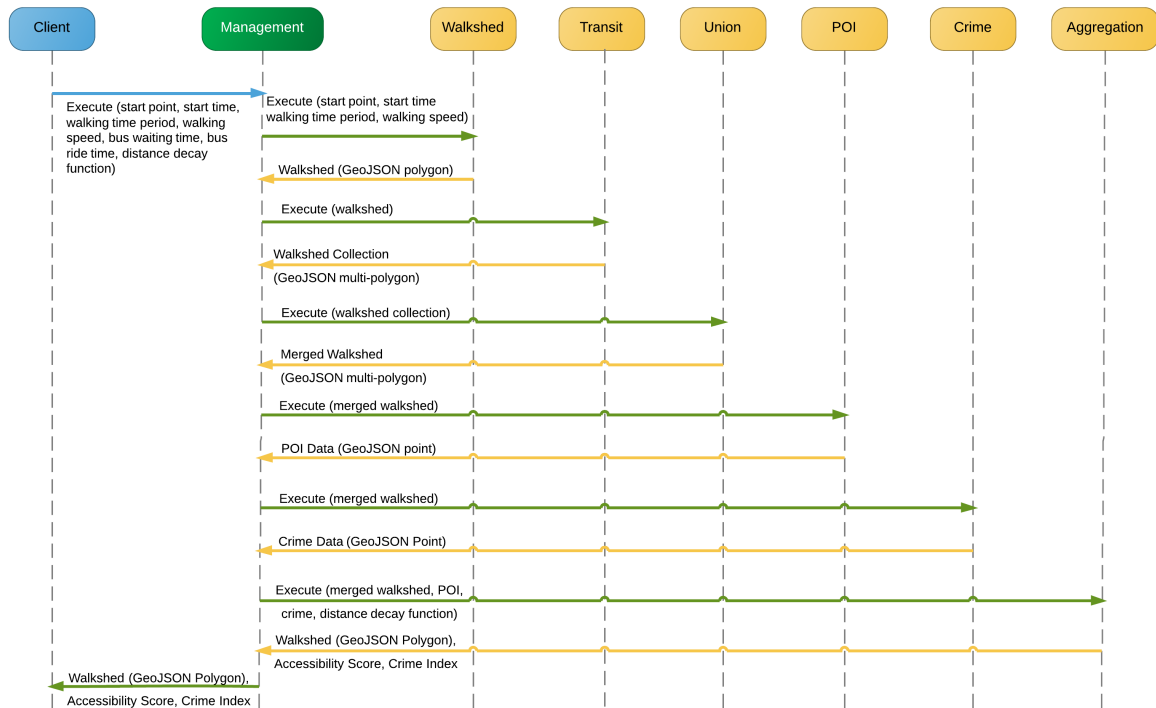 Client
Management
Walkshed
Transit
Union
POI
Crime
Aggregation
Execute (start point, start time,
walking time period, walking
speed, bus waiting time, bus
ride time, distance decay
function)
Execute (start point, start time
walking time period, walking speed)
Walkshed (GeoJSON polygon)
Execute (walkshed)
Walkshed Collection
(GeoJSON multi-polygon)
Execute (walkshed collection)
Merged Walkshed
(GeoJSON multi-polygon)
Execute (merged walkshed)
POI Data (GeoJSON point)
Execute (merged walkshed)
Crime Data (GeoJSON Point)
Execute (merged walkshed, POI,
crime, distance decay function)
Walkshed (GeoJSON Polygon),
Accessibility Score, Crime Index
Walkshed (GeoJSON Polygon),
Accessibility Score, Crime Index